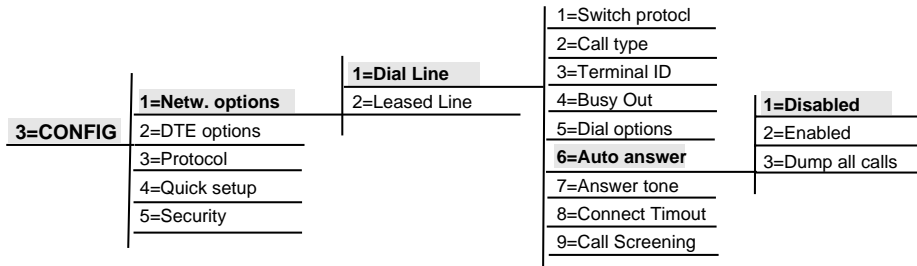 3=CONFIG
1=Netw. options
2=DTE options
3=Protocol
4=Quick setup
5=Security
1=Dial Line
2=Leased Line
1=Switch protocl
2=Call type
3=Terminal ID
4=Busy Out
5=Dial options
6=Auto answer
7=Answer tone
8=Connect Timout
9=Call Screening
1=Disabled
2=Enabled
3=Dump all calls